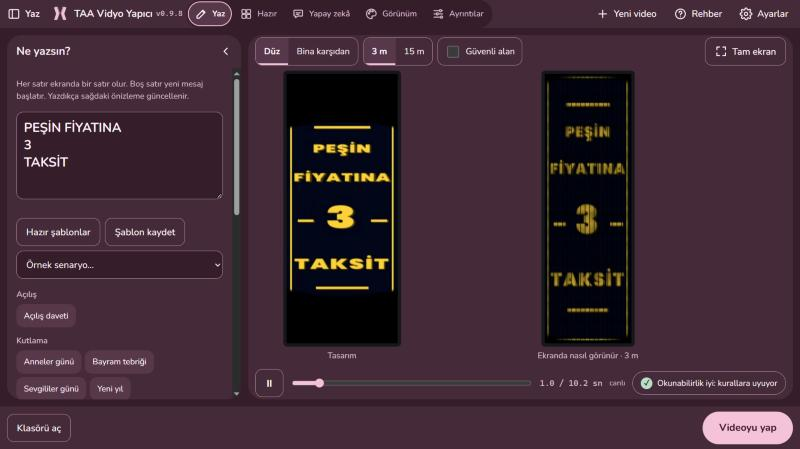 Yaz
TAA Vidyo Yapıcı v0.9.8
Yaz
Hazır
Yapay zekâ
Görünüm
Ayrıntılar
Yeni video
Rehber
Ayarlar
Ne yazsın?
Her satır ekranda bir satır olur. Boş satır yeni mesaj
başlatır. Yazdıkça sağdaki önizleme güncellenir.
PEŞİN FİYATINA
3
TAKSİT
Hazır şablonlar
Şablon kaydet
Örnek senaryo...
Açılış
Açılış daveti
Kutlama
Anneler günü
Bayram tebriği
Sevgililer günü
Yeni yıl
Düz
Bina karşıdan
3 m
15 m
Güvenli alan
Tam ekran
PEŞİN
FİYATINA
3
TAKSİT
Tasarım
PEŞİN
FİYATINA
3
TAKSİT
Ekranda nasıl görünür · 3 m
1.0 / 10.2 sn
canlı
Okunabilirlik iyi: kurallara uyuyor
Klasörü aç
Videoyu yap